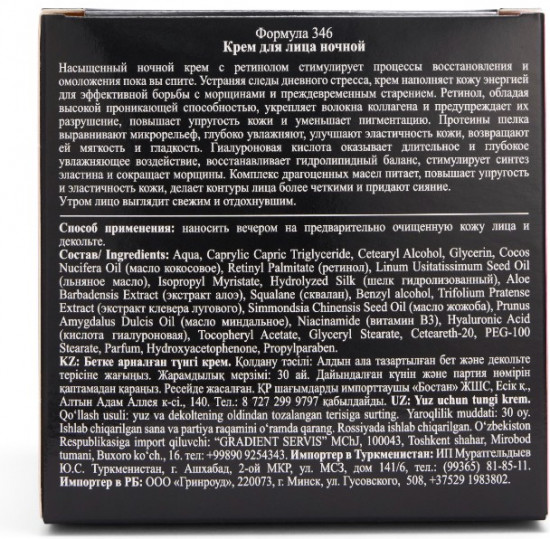 Формула 346
Крем для лица ночной
Насыщенный ночной крем с ретинолом стимулирует процессы восстановления и
омоложения пока вы спите. Устраняя следы дневного стресса, крем наполняет кожу энергией
для эффективной борьбы с морщинами и преждевременным старением. Ретинол, обладая
высокой проникающей способностью, укрепляет волокна коллагена и предупреждает их
разрушение, повышает упругость кожи и уменьшает пигментацию. Протеины шелка
выравнивают микрорельеф, глубоко увлажняют, улучшают эластичность кожи, возвращают
ей мягкость и гладкость. Гиалуроновая кислота оказывает длительное и глубокое
увлажняющее воздействие, восстанавливает гидролипидный баланс, стимулирует синтез
эластина и сокращает морщины. Комплекс драгоценных масел питает, повышает упругость
и эластичность кожи, делает контуры лица более четкими и придают сияние.
Утром лицо выглядит свежим и отдохнувшим.
Способ применения: наносить вечером на предварительно очищенную кожу лица и
декольте.
Состав/ Ingredients: Aqua, Caprylic Capric Triglyceride, Cetearyl Alcohol, Glycerin, Cocos
Nucifera Oil (масло кокосовое), Retinyl Palmitate (ретинол), Linum Usitatissimum Seed Oil
(льняное масло), Isopropyl Myristate, Hydrolyzed Silk (шелк гидролизованный), Aloe
Barbadensis Extract (экстракт алоэ), Squalane (сквалан), Benzyl alcohol, Trifolium Pratense
Extract (экстракт клевера лугового), Simmondsia Chinensis Seed Oil (масло жожоба), Prunus
Amygdalus Dulcis Oil (масло миндальное), Niacinamide (витамин B3), Hyaluronic Acid
(кислота гиалуроновая), Tocopheryl Acetate, Glyceryl Stearate, Ceteareth-20, PEG-100
Stearate, Parfum, Hydroxyacetophenone, Propylparaben.
KZ: Бетке арналған түнгі крем. Қолдану тәсілі: Алдын ала тазартылған бет және декольте
терісіне жағыңыз. Жарамдылық мерзімі: 30 ай. Дайындалған күнін және партия нөмірін
қаптамадан қараңыз. Ресейде жасалған. ҚР шағымдарды импорттаушы «Бостан» ЖШС, Есік қ.,
Алтын Адам Аллея к-сі., 140. Тел.: 8 727 299 9797 қабылдайды. UZ: Yuz uchun tungi krem.
Qo‘llash usuli: yuz va dekoltening oldindan tozalangan terisiga surting. Yaroqlilik muddati: 30 oy.
Ishlab chiqarilgan sana va partiya raqamini o‘ramda qarang. Rossiyada ishlab chiqarilgan. O‘zbekiston
Respublikasiga import qiluvchi: “GRADIENT SERVIS” MChJ, 100043, Toshkent shahar, Mirobod
tumani, Buxoro ko‘ch., 16. tel: +99890 9254343. Импортер в Туркменистан: ИП Муратгельдыев
Ю.С. Туркменистан, г. Ашхабад, 2-ой МКР, ул. МСЗ, дом 141/6, тел.: (99365) 81-85-11.
Импортер в РБ: ООО «Гринроуд», 220073, г. Минск, ул. Гусовского, 508, +37529 1983802.